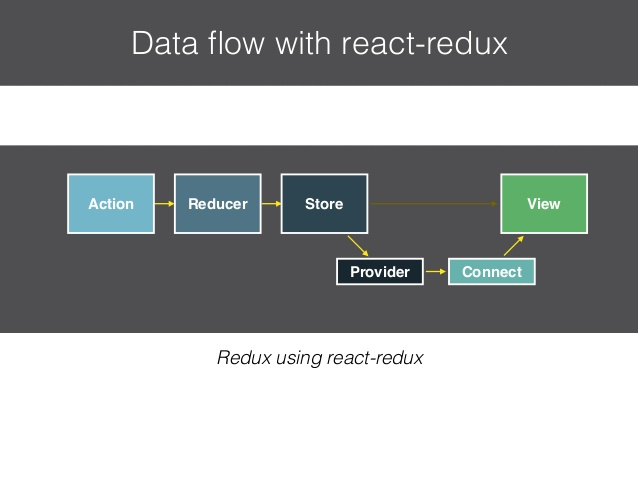 Data flow with react-redux
Action
Reducer
Store
View
Provider
Connect
Redux using react-redux